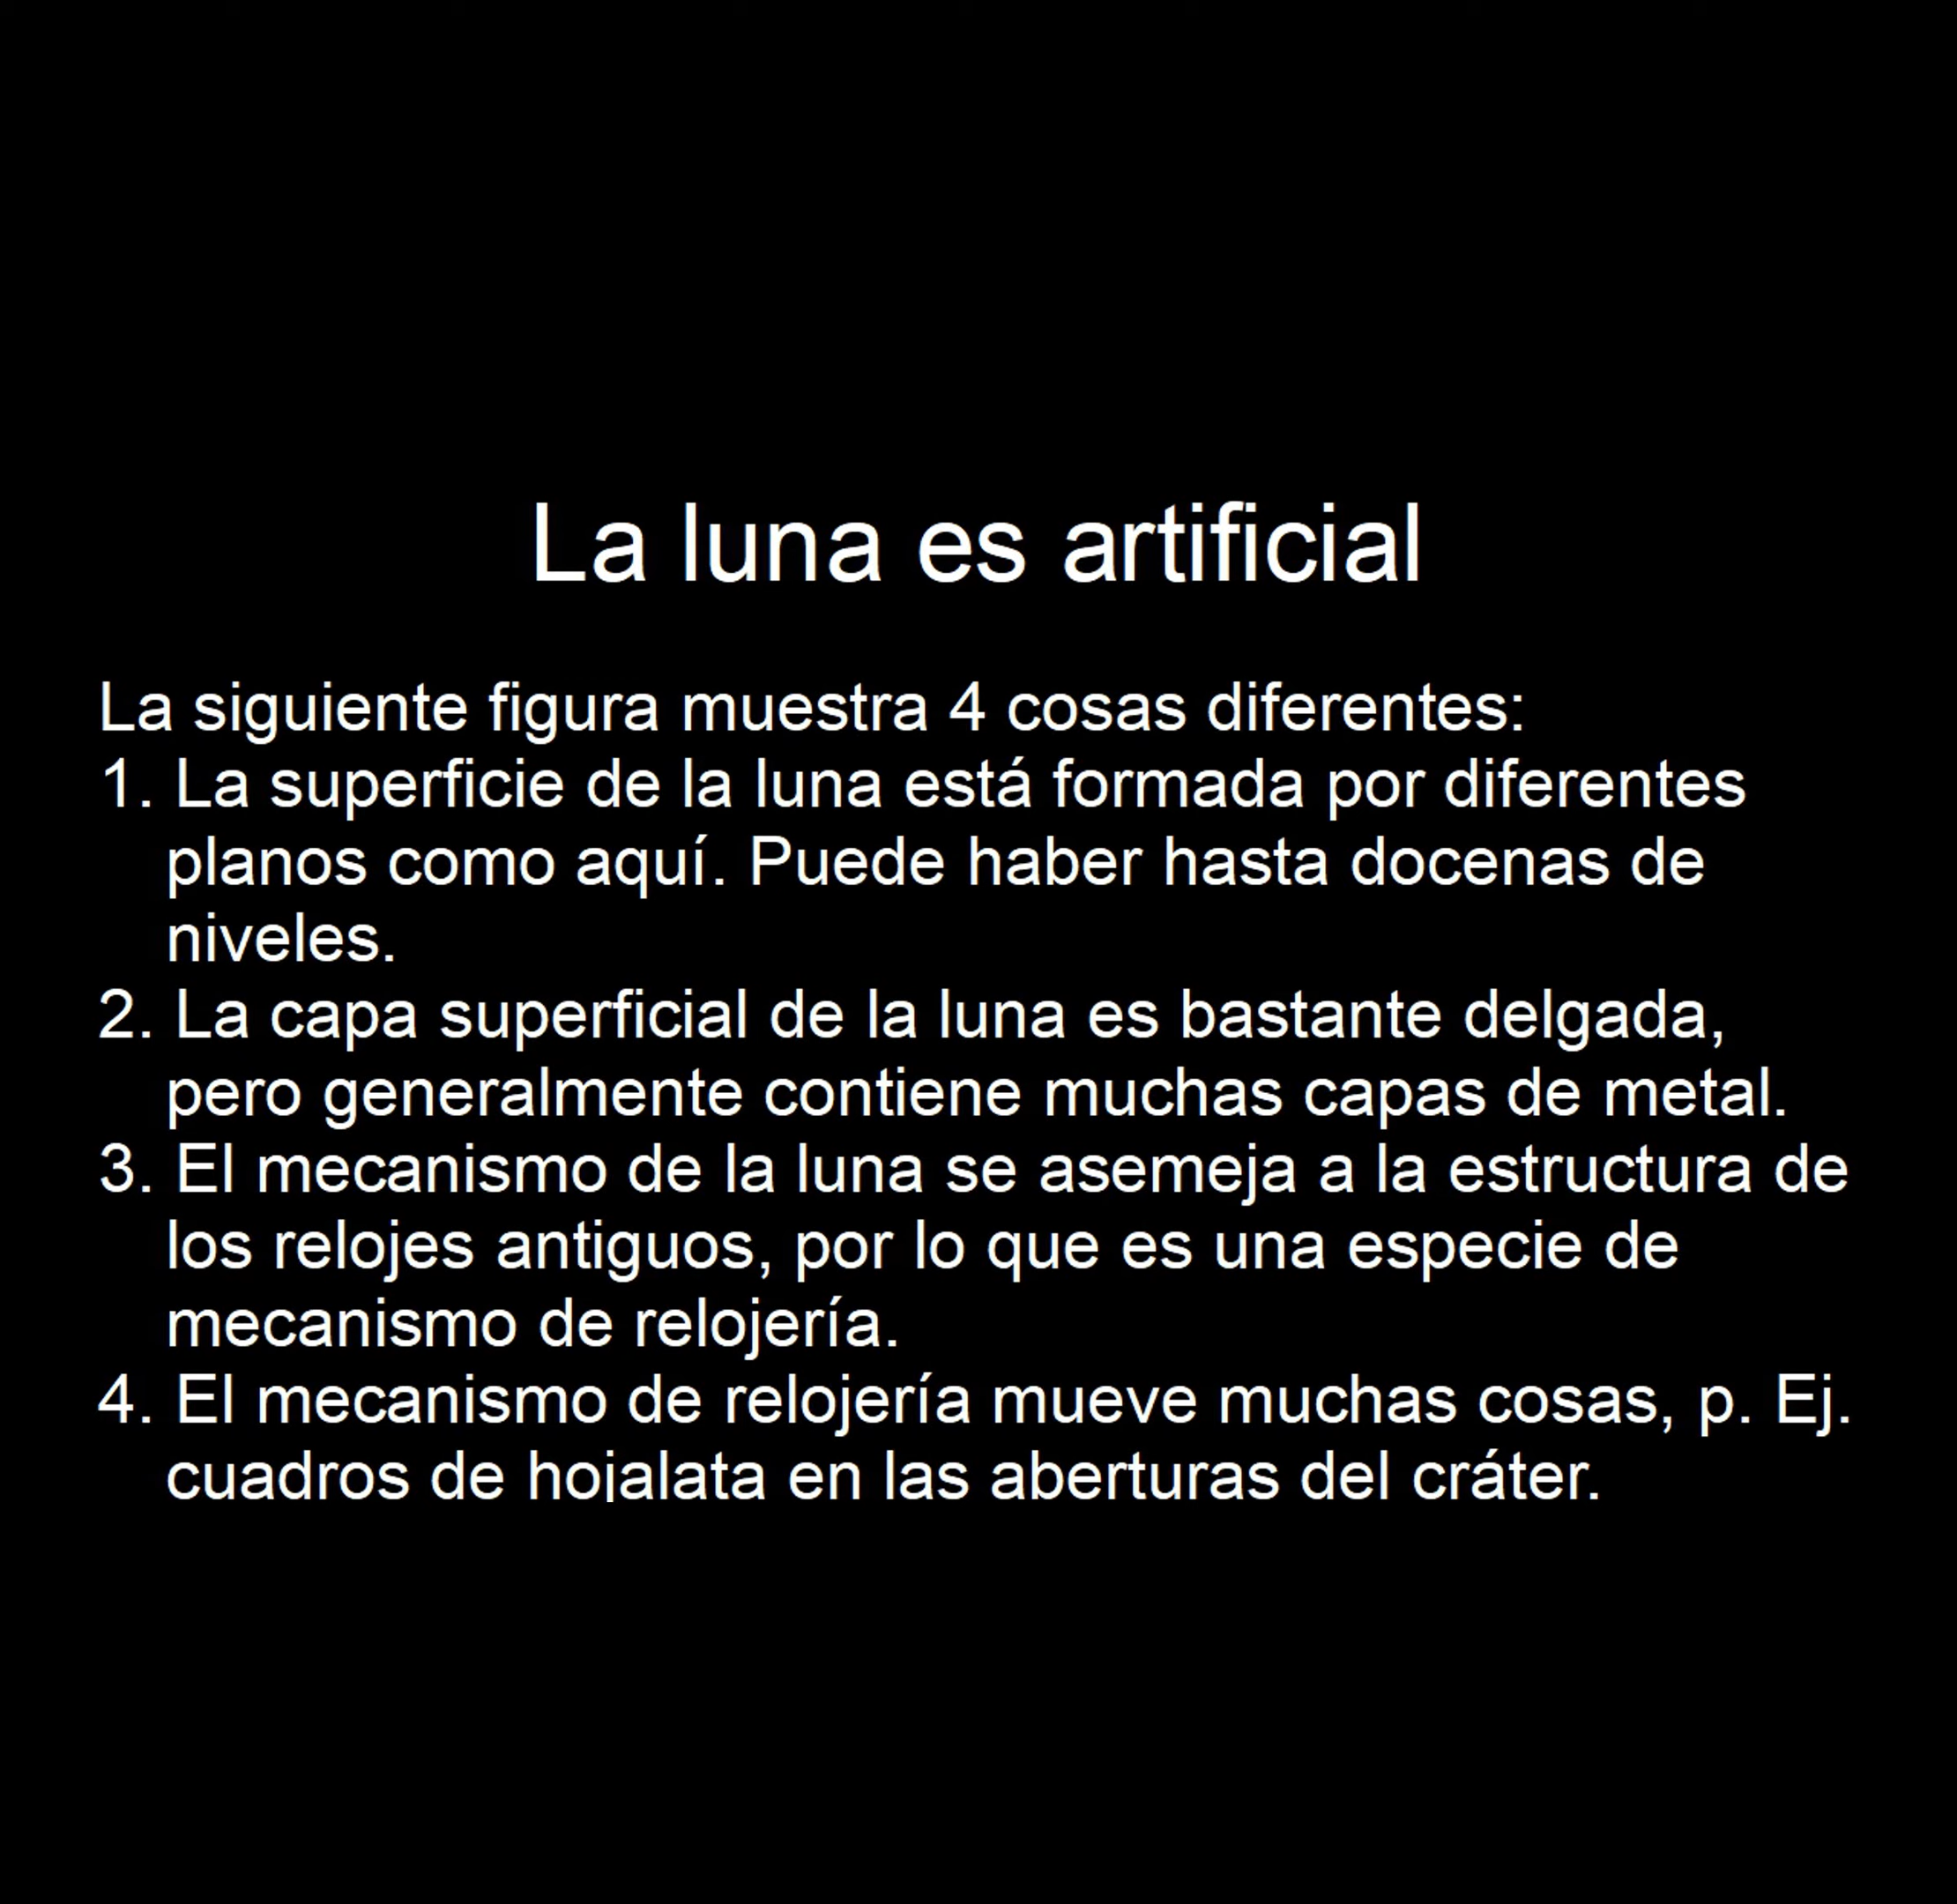 La luna es artificial
La siguiente figura muestra 4 cosas diferentes:
1. La superficie de la luna está formada por diferentes
planos como aquí. Puede haber hasta docenas de
niveles.
2. La capa superficial de la luna es bastante delgada,
pero generalmente contiene muchas capas de metal.
3. El mecanismo de la luna se asemeja a la estructura de
los relojes antiguos, por lo que es una especie de
mecanismo de relojería.
4. El mecanismo de relojería mueve muchas cosas, p. Ej.
cuadros de hojalata en las aberturas del cráter.